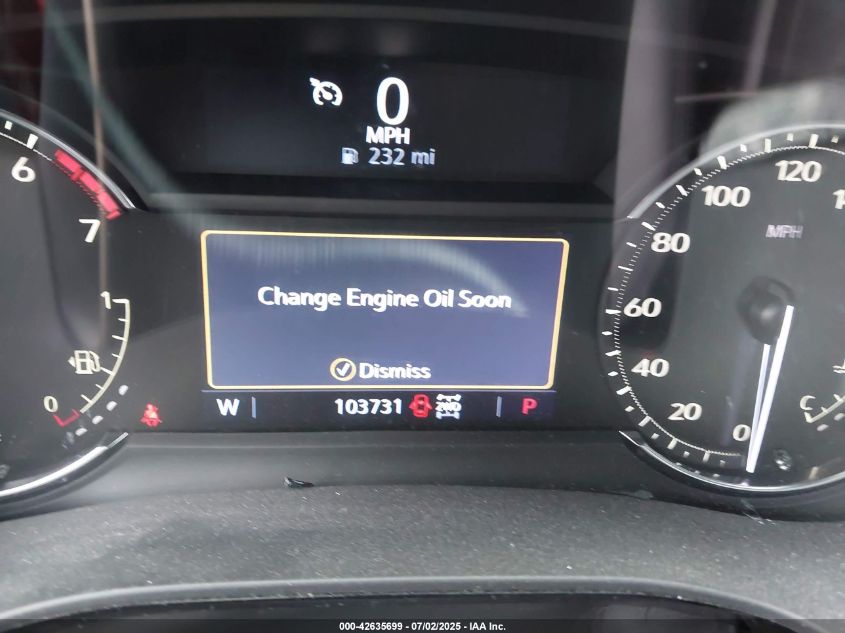 0
MPH
232 mi
6
7
1
0
Change Engine Oil Soon
Dismiss
W
103731
2WD
P
120
100
MPH
80
60
40
20
0
C
000-42635699 - 07/02/2025 - IAA Inc.